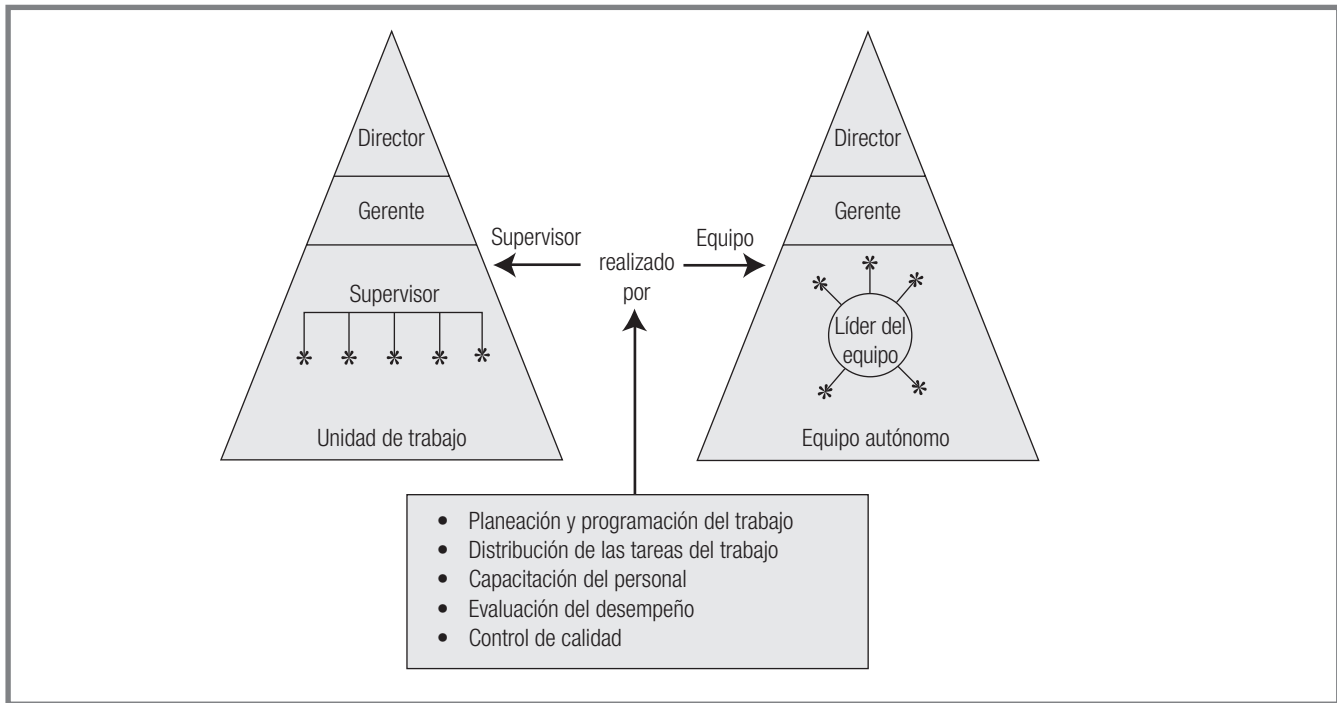 Director
Gerente
Supervisor
Unidad de trabajo
Supervisor
realizado
por
Equipo
Director
Gerente
Líder del
equipo
Equipo autónomo
• Planeación y programación del trabajo
• Distribución de las tareas del trabajo
• Capacitación del personal
• Evaluación del desempeño
• Control de calidad